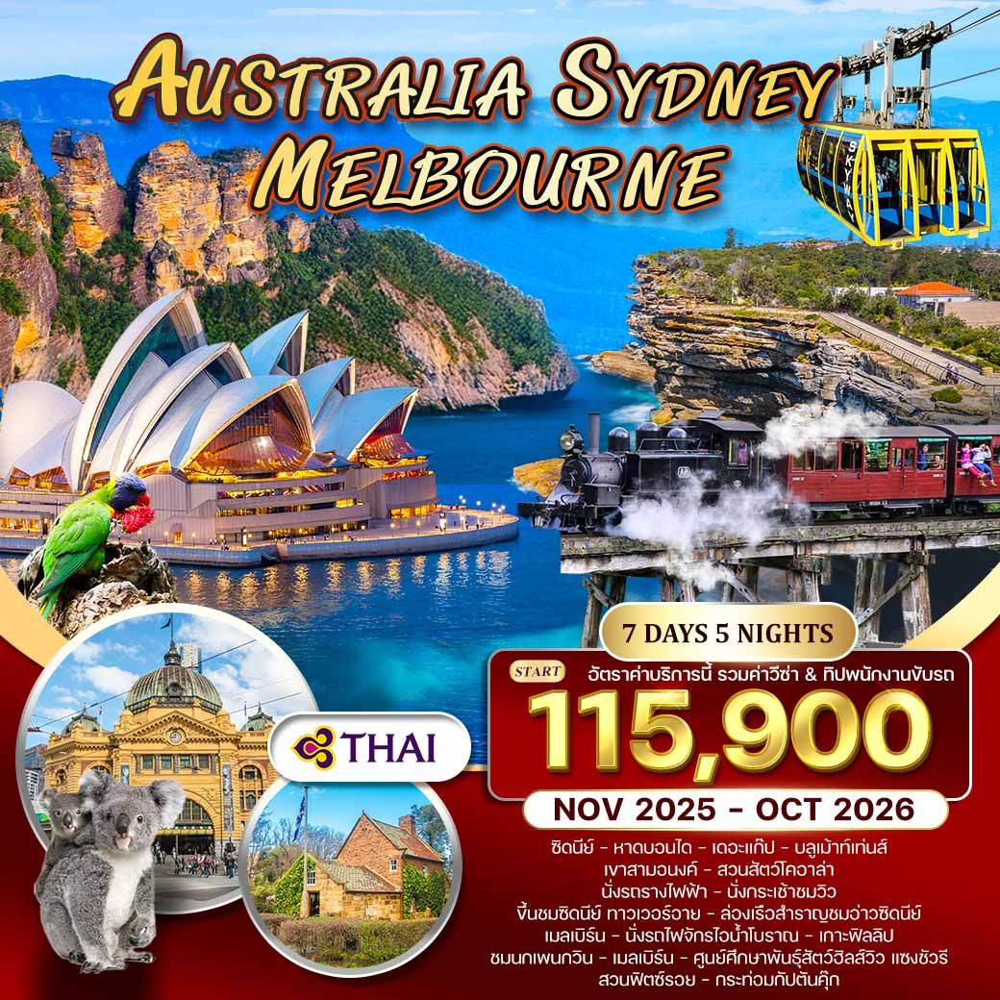 AUSTRALIA SYDNEY
MELBOURNE
7 DAYS 5 NIGHTS
START อัตราค่าบริการนี้ รวมค่าวีซ่า & ทิปพนักงานขับรถ
115,900
THAI
NOV 2025 - OCT 2026
ซิดนีย์ - หาดบอนได - เดอะแก๊ป - บลูเม้าท์เท่นส์
เขาสามอนงค์ - สวนสัตว์โคอาล่า
นั่งรถรางไฟฟ้า - นั่งกระเช้าชมวิว
ขึ้นชมซิดนีย์ ทาวเวอร์อาย - ล่องเรือสำราญชมอ่าวซิดนีย์
เมลเบิร์น - นั่งรถไฟจักรไอน้ำโบราณ - เกาะฟิลลิป
ชมนกเพนกวิน - เมลเบิร์น - ศูนย์ศึกษาพันธุ์สัตว์ฮิลส์วิว แซงชัวรี
สวนฟิตซ์รอย - กระท่อมกัปตันคุ๊ก